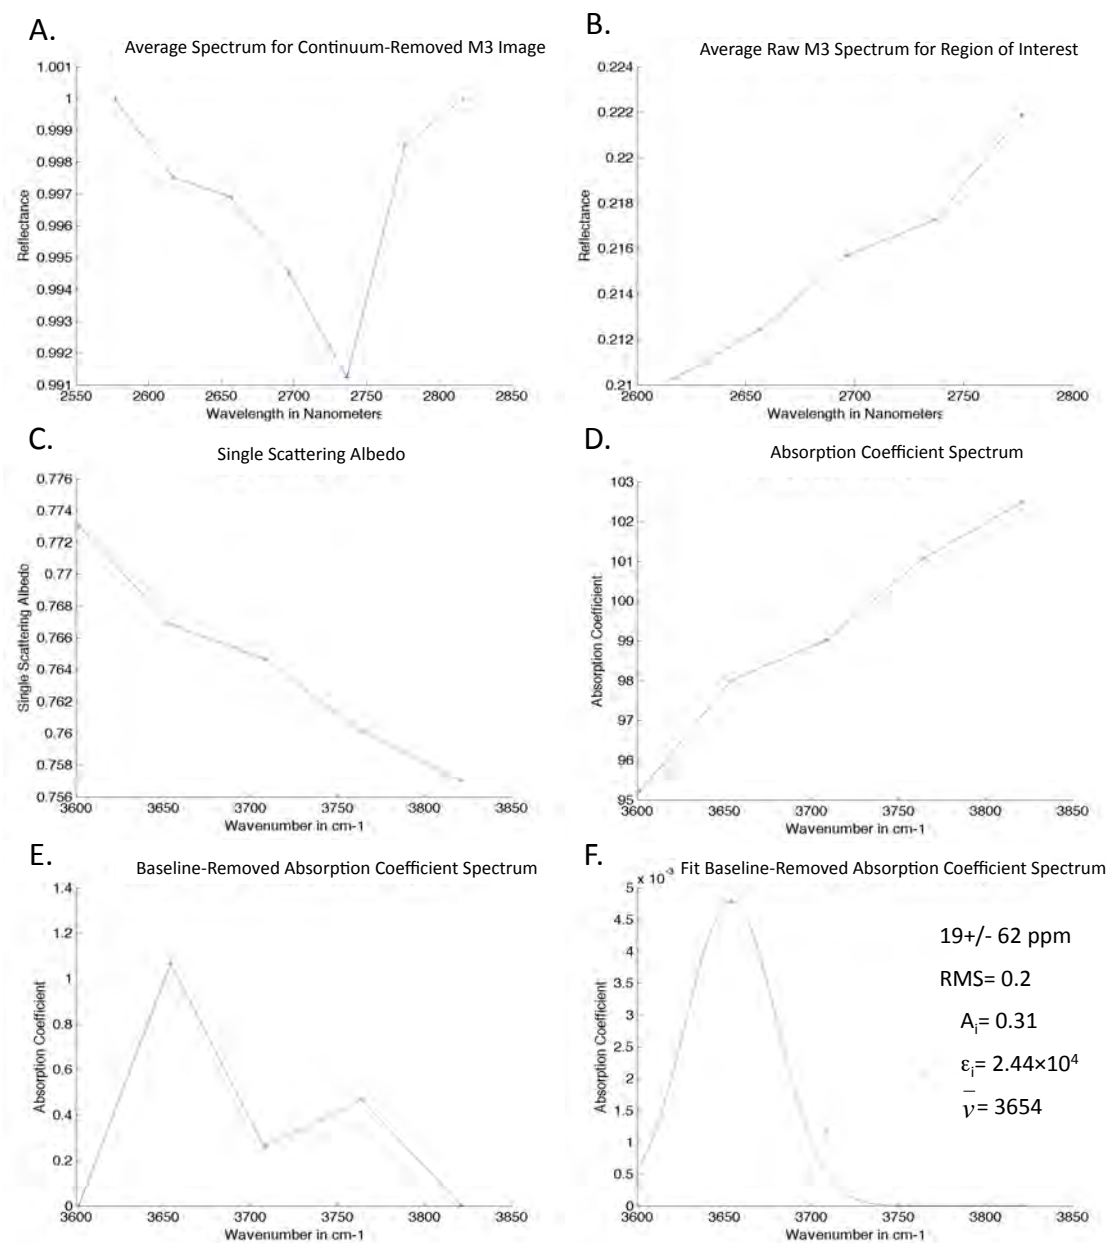 A.
Average Spectrum for Continuum-Removed M3 Image
1.001
1
0.999
0.998
0.997
0.996
0.995
0.994
0.993
0.992
0.991
Reflectance
2550 2600 2650 2700 2750 2800 2850
Wavelength in Nanometers
B.
Average Raw M3 Spectrum for Region of Interest
0.224
0.222
0.22
0.218
0.216
0.214
0.212
0.21
Reflectance
2600 2650 2700 2750 2800
Wavelength in Nanometers
C.
Single Scattering Albedo
0.776
0.774
0.772
0.77
0.768
0.766
0.764
0.762
0.76
0.758
0.756
Single Scattering Albedo
3600 3650 3700 3750 3800 3850
Wavenumber in cm-1
D.
Absorption Coefficient Spectrum
103
102
101
100
99
98
97
96
95
Absorption Coefficient
3600 3650 3700 3750 3800 3850
Wavenumber in cm-1
E.
Baseline-Removed Absorption Coefficient Spectrum
1.4
1.2
1
0.8
0.6
0.4
0.2
0
Absorption Coefficient
3600 3650 3700 3750 3800 3850
Wavenumber in cm-1
F.
Fit Baseline-Removed Absorption Coefficient Spectrum
x 10⁻³
5
4.5
4
3.5
3
2.5
2
1.5
1
0.5
0
Absorption Coefficient
3600 3650 3700 3750 3800 3850
Wavenumber in cm-1
19+/- 62 ppm
RMS= 0.2
Aᵢ= 0.31
εᵢ= 2.44×10⁴
ν̅= 3654